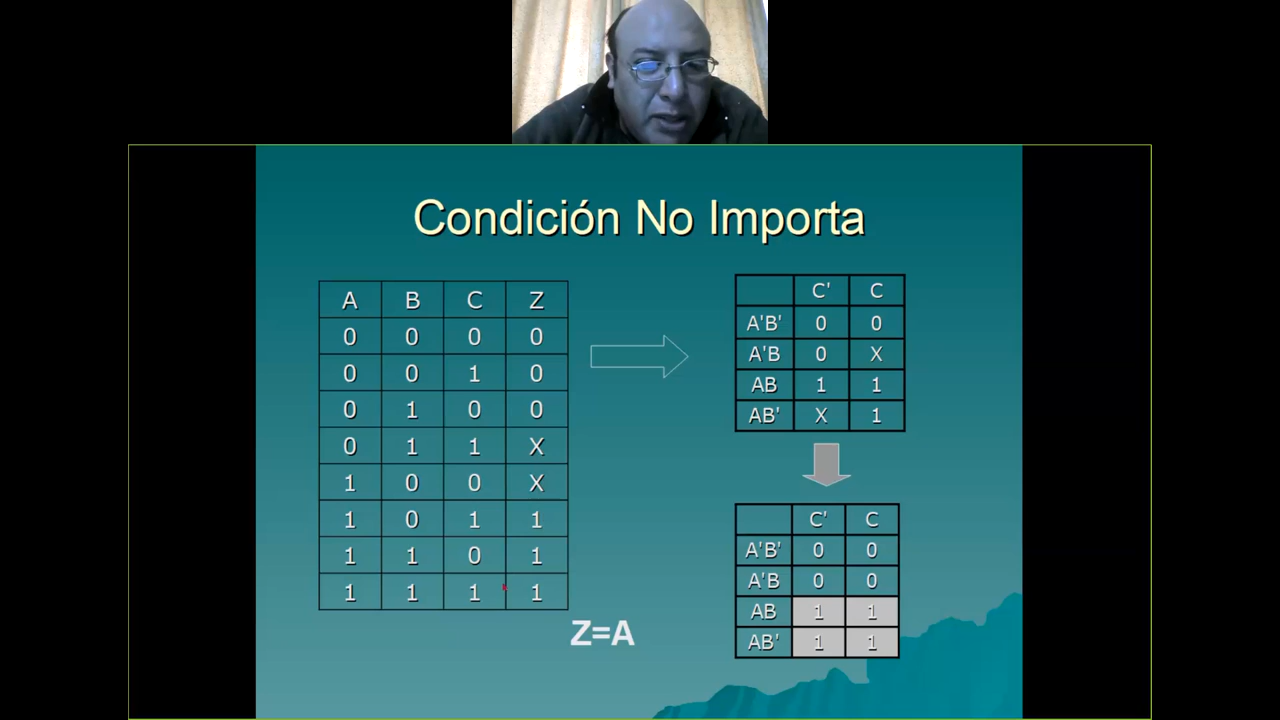 Condición No Importa
A B C Z
0 0 0 0
0 0 1 0
0 1 0 0
0 1 1 X
1 0 0 X
1 0 1 1
1 1 0 1
1 1 1 1
Z=A
C' C
A'B' 0 0
A'B 0 X
AB 1 1
AB' X 1
C' C
A'B' 0 0
A'B 0 0
AB 1 1
AB' 1 1